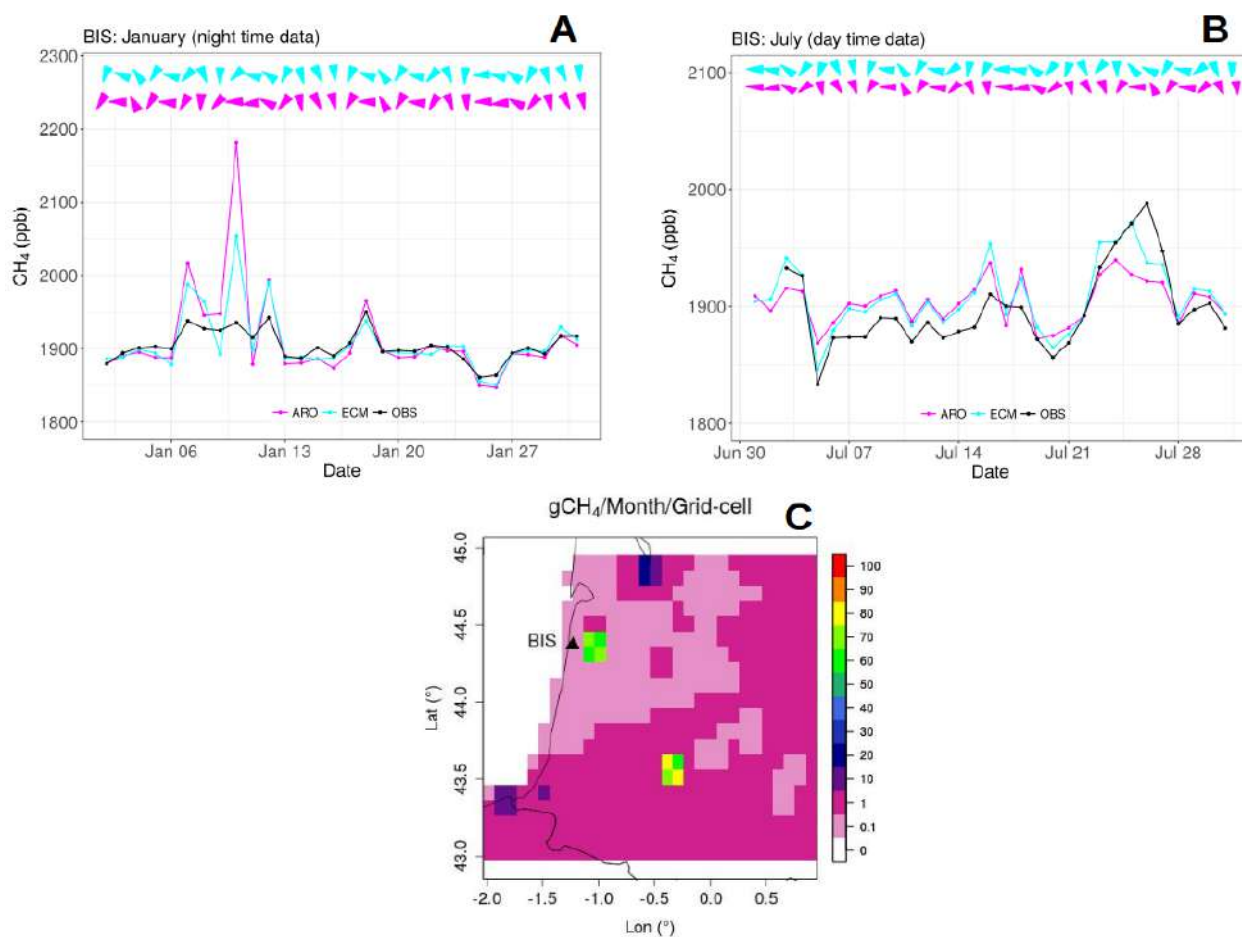 A
BIS: January (night time data)
2300
2200
2100
2000
1900
1800
CH₄ (ppb)
ARO ECM OBS
Jan 06 Jan 13 Jan 20 Jan 27
Date
B
BIS: July (day time data)
2100
2000
1900
1800
CH₄ (ppb)
ARO ECM OBS
Jun 30 Jul 07 Jul 14 Jul 21 Jul 28
Date
C
gCH₄/Month/Grid-cell
45.0
44.5
44.0
43.5
43.0
Lat (°)
BIS
-2.0 -1.5 -1.0 -0.5 0.0 0.5
Lon (°)
100
90
80
70
60
50
40
30
20
10
1
0.1
0